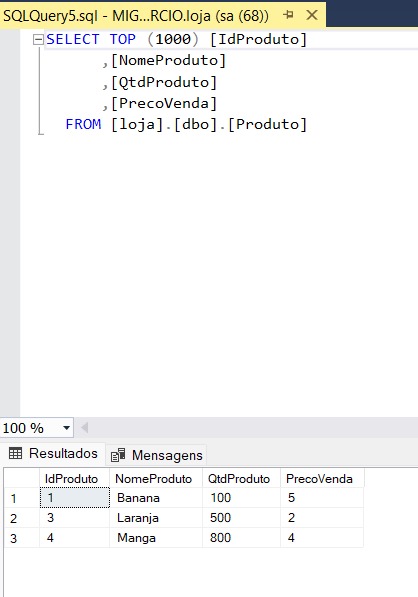 SQLQuery5.sql - MIG...RCIO.loja (sa (68))
SELECT TOP (1000) [IdProduto]
,[NomeProduto]
,[QtdProduto]
,[PrecoVenda]
FROM [loja].[dbo].[Produto]
100 %
Resultados Mensagens
IdProduto NomeProduto QtdProduto PrecoVenda
1 1 Banana 100 5
2 3 Laranja 500 2
3 4 Manga 800 4